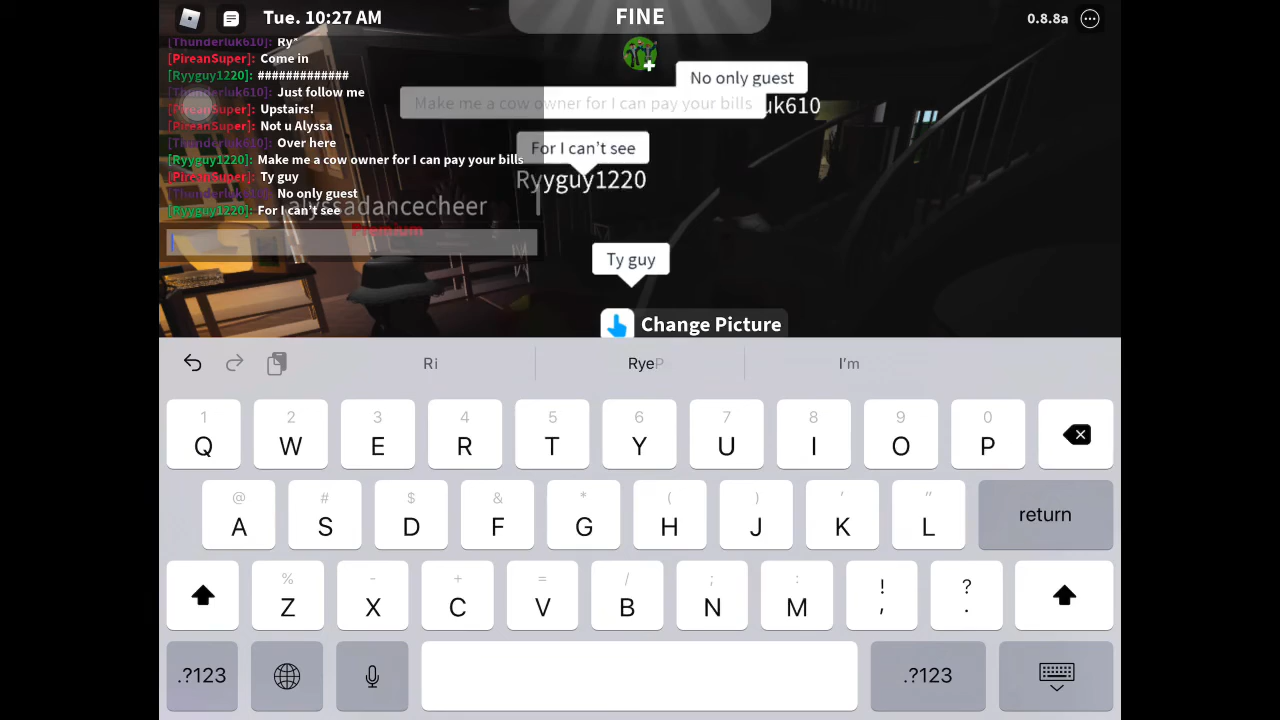 Tue. 10:27 AM
FINE
0.8.8a
[Thunderluk610]: Ry*
[PireanSuper]: Come in
[Ryyguy1220]: #############
[Thunderluk610]: Just follow me
[PireanSuper]: Upstairs!
[PireanSuper]: Not u Alyssa
[Thunderluk610]: Over here
[Ryyguy1220]: Make me a cow owner for I can pay your bills
[PireanSuper]: Ty guy
[Thunderluk610]: No only guest
[Ryyguy1220]: For I can't see
No only guest
Make me a cow owner for I can pay your bills
uk610
For I can't see
Ryyguy1220
alyssadancecheer
Premium
Ty guy
Change Picture
Ri Rye I'm
1 2 3 4 5 6 7 8 9 0
Q W E R T Y U I O P
@ # $ & * ( ) ' "
A S D F G H J K L return
% - + = / ; : ! ?
Z X C V B N M , .
.?123 .?123